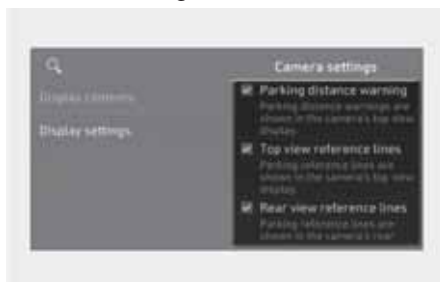 Camera settings
Display contents
Display settings
Parking distance warning
Parking distance warnings are
shown in the camera's top view
display.
Top view reference lines
Parking reference lines are
shown in the camera's top view
display.
Rear view reference lines
Parking reference lines are
shown in the camera's rear